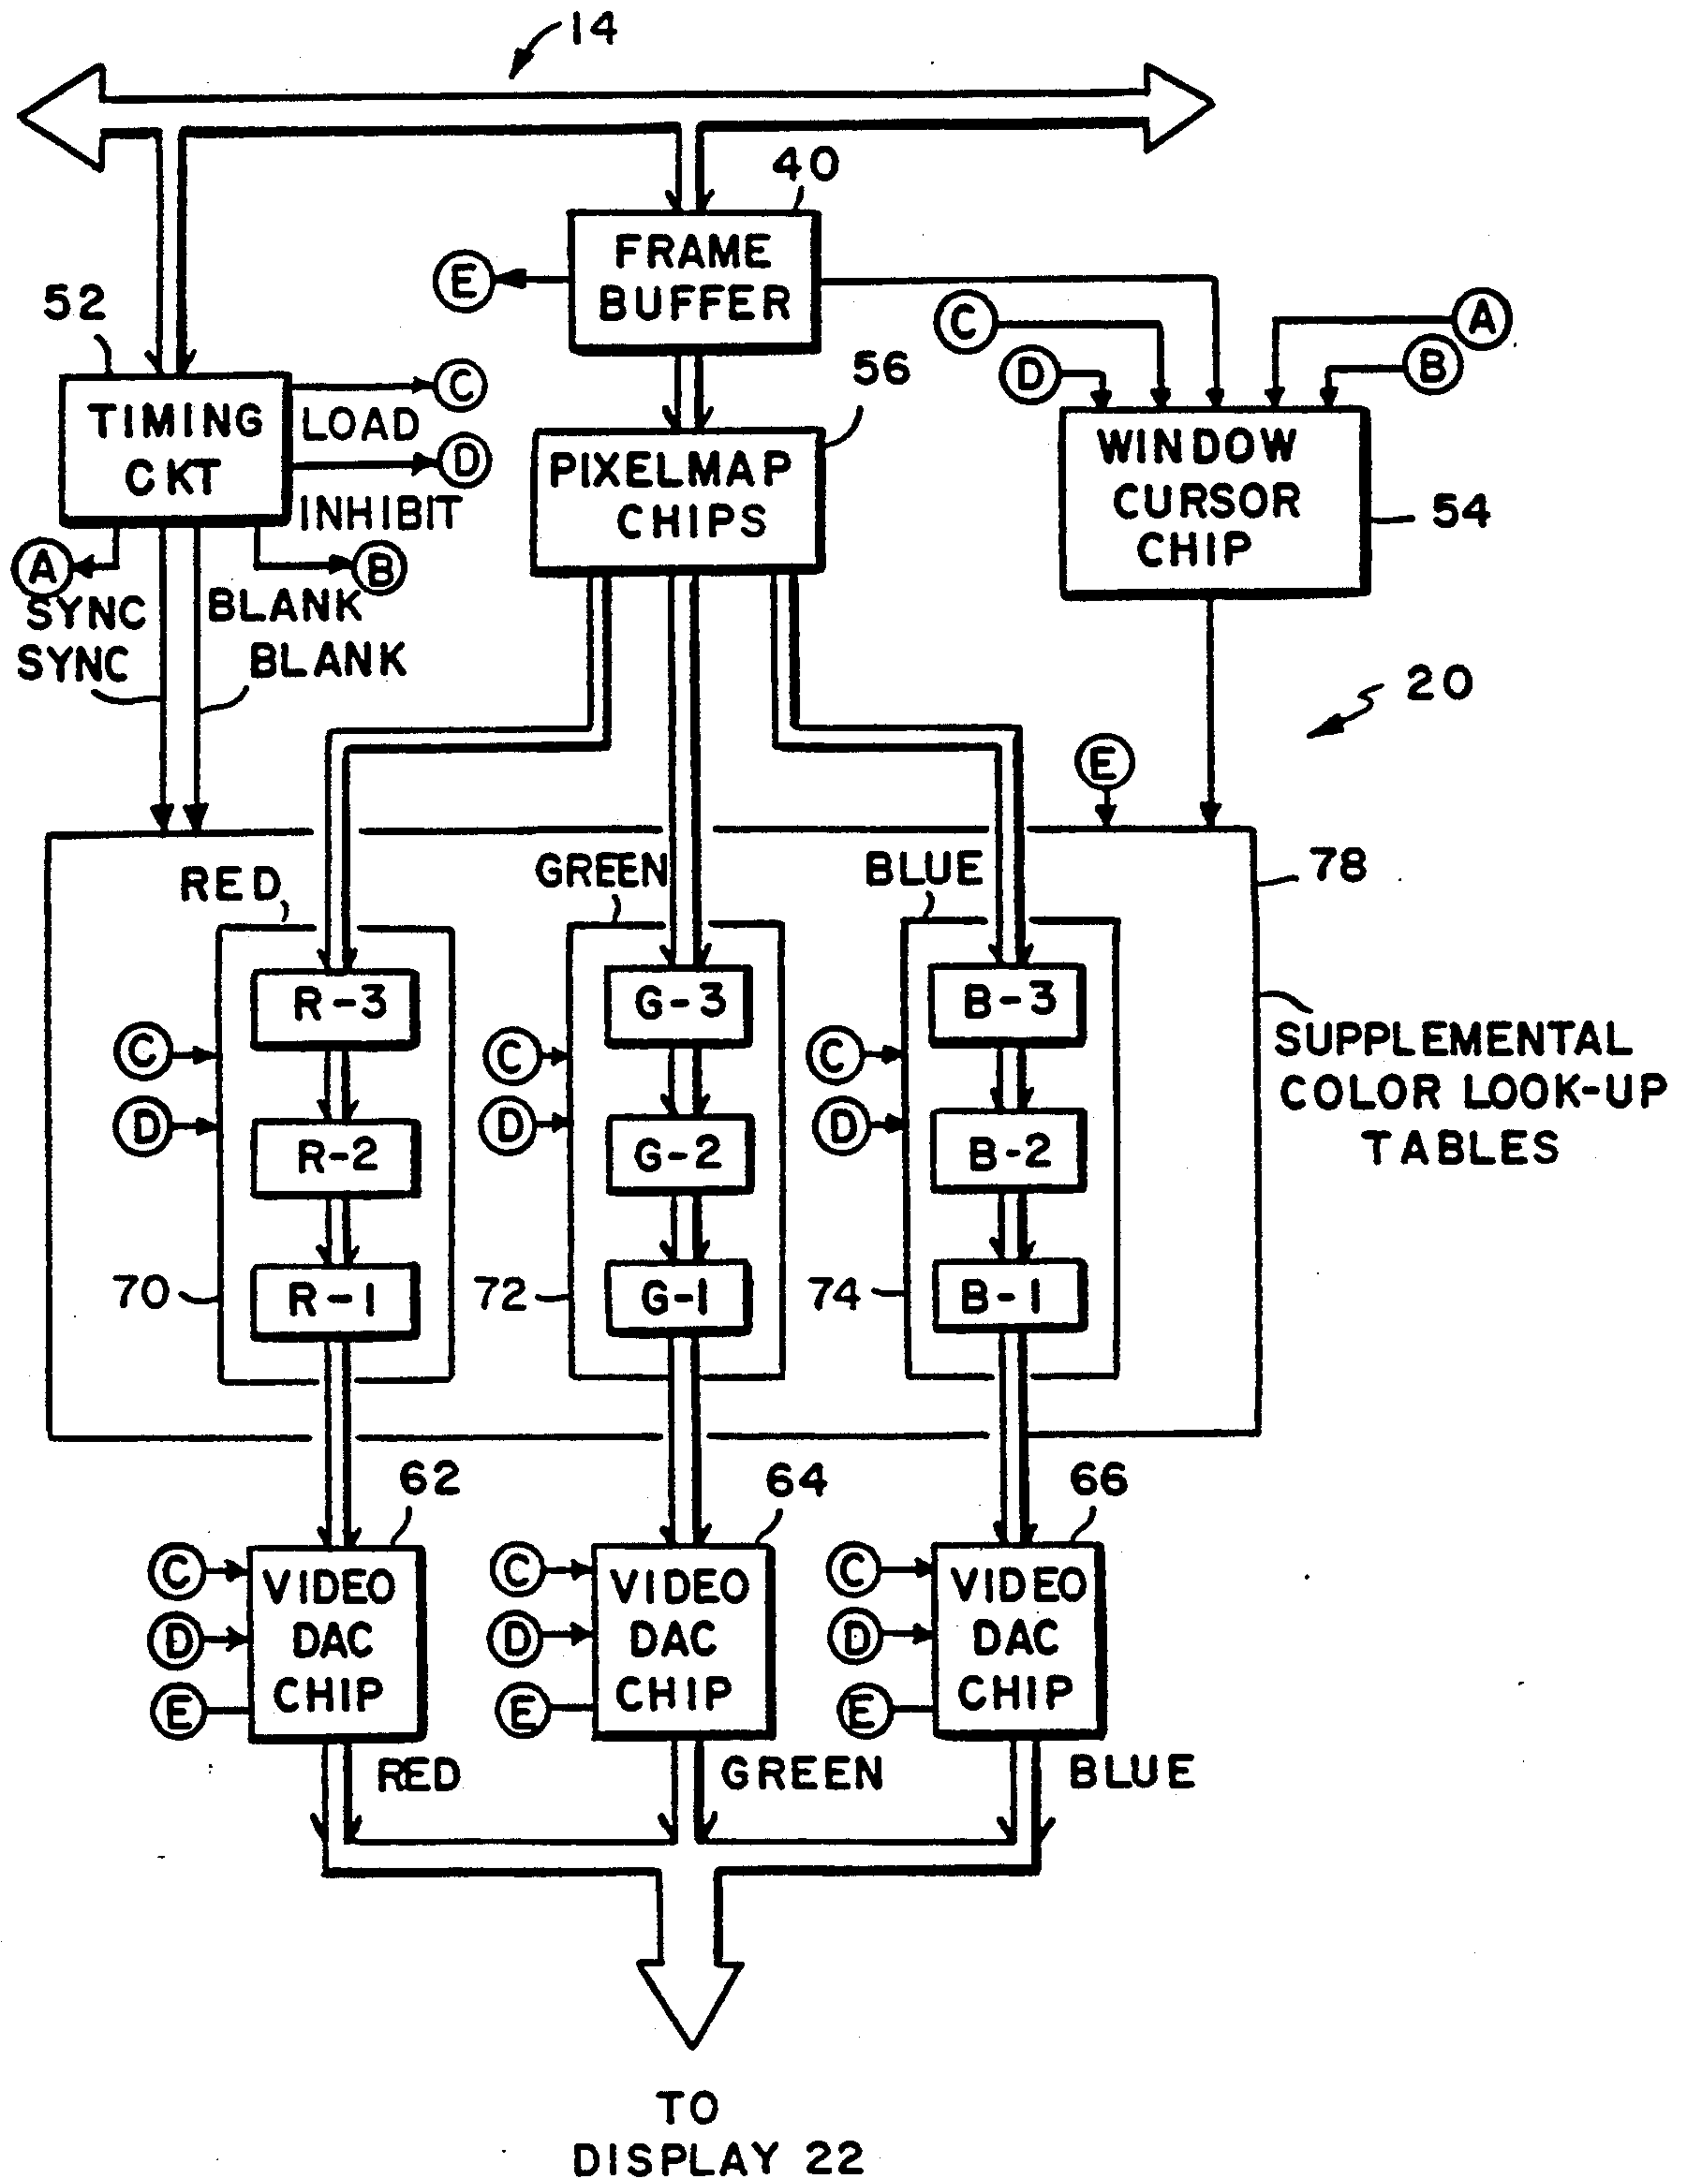 14
40
FRAME
BUFFER
E
C
A
D
B
52
56
TIMING
CKT
C
LOAD
D
INHIBIT
PIXELMAP
CHIPS
WINDOW
CURSOR
CHIP
54
A
B
SYNC
BLANK
SYNC
BLANK
20
E
78
RED
GREEN
BLUE
R-3
G-3
B-3
C
C
C
SUPPLEMENTAL
COLOR LOOK-UP
TABLES
D
D
D
R-2
G-2
B-2
70
R-1
72
G-1
74
B-1
62
64
66
C
VIDEO
DAC
CHIP
D
E
C
VIDEO
DAC
CHIP
D
E
C
VIDEO
DAC
CHIP
D
E
RED
GREEN
BLUE
TO
DISPLAY 22